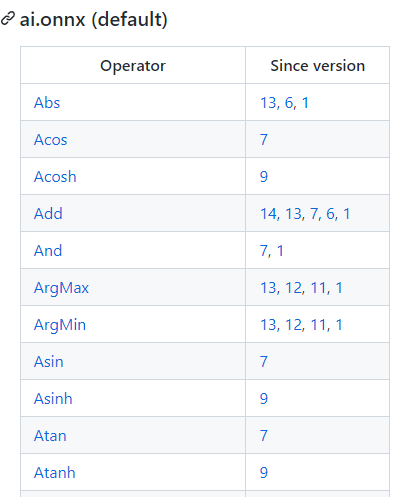 ai.onnx (default)
Operator Since version
Abs 13, 6, 1
Acos 7
Acosh 9
Add 14, 13, 7, 6, 1
And 7, 1
ArgMax 13, 12, 11, 1
ArgMin 13, 12, 11, 1
Asin 7
Asinh 9
Atan 7
Atanh 9